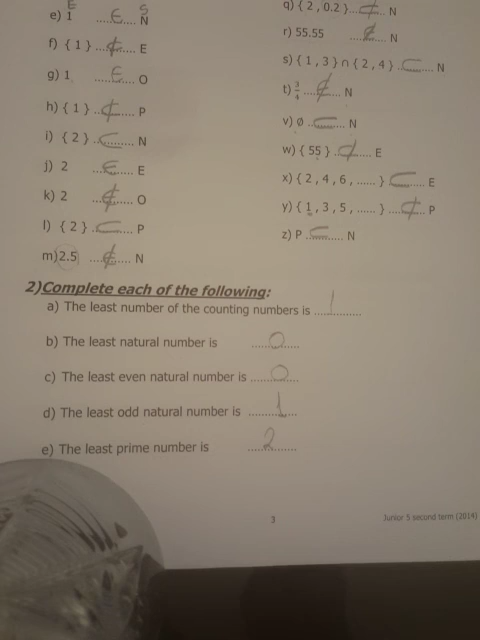 E S
e) 1 .....∈.... N
f) { 1 } ...⊄.... E
g) 1 .....∈.... O
h) { 1 } ..⊄..... P
i) { 2 } .⊂........ N
j) 2 ...∈..... E
k) 2 ...∉..... O
l) { 2 } .⊂...... P
m) 2.5 ....∉.... N
q) { 2 , 0.2 } ...⊄.... N
r) 55.55 ....∉.... N
s) { 1 , 3 } ∩ { 2 , 4 } .⊂...... N
t) 3/4 ....∉.... N
v) ø ..⊂....... N
w) { 55 } ..⊄..... E
x) { 2 , 4 , 6 , ...... } .⊂..... E
y) { 1 , 3 , 5 , ...... } ....⊄... P
z) P ..⊂....... N
2)Complete each of the following:
a) The least number of the counting numbers is ...1...........
b) The least natural number is .....0.....
c) The least even natural number is .....0.....
d) The least odd natural number is ......1.....
e) The least prime number is .....2.......
3
Junior 5 second term (2014)